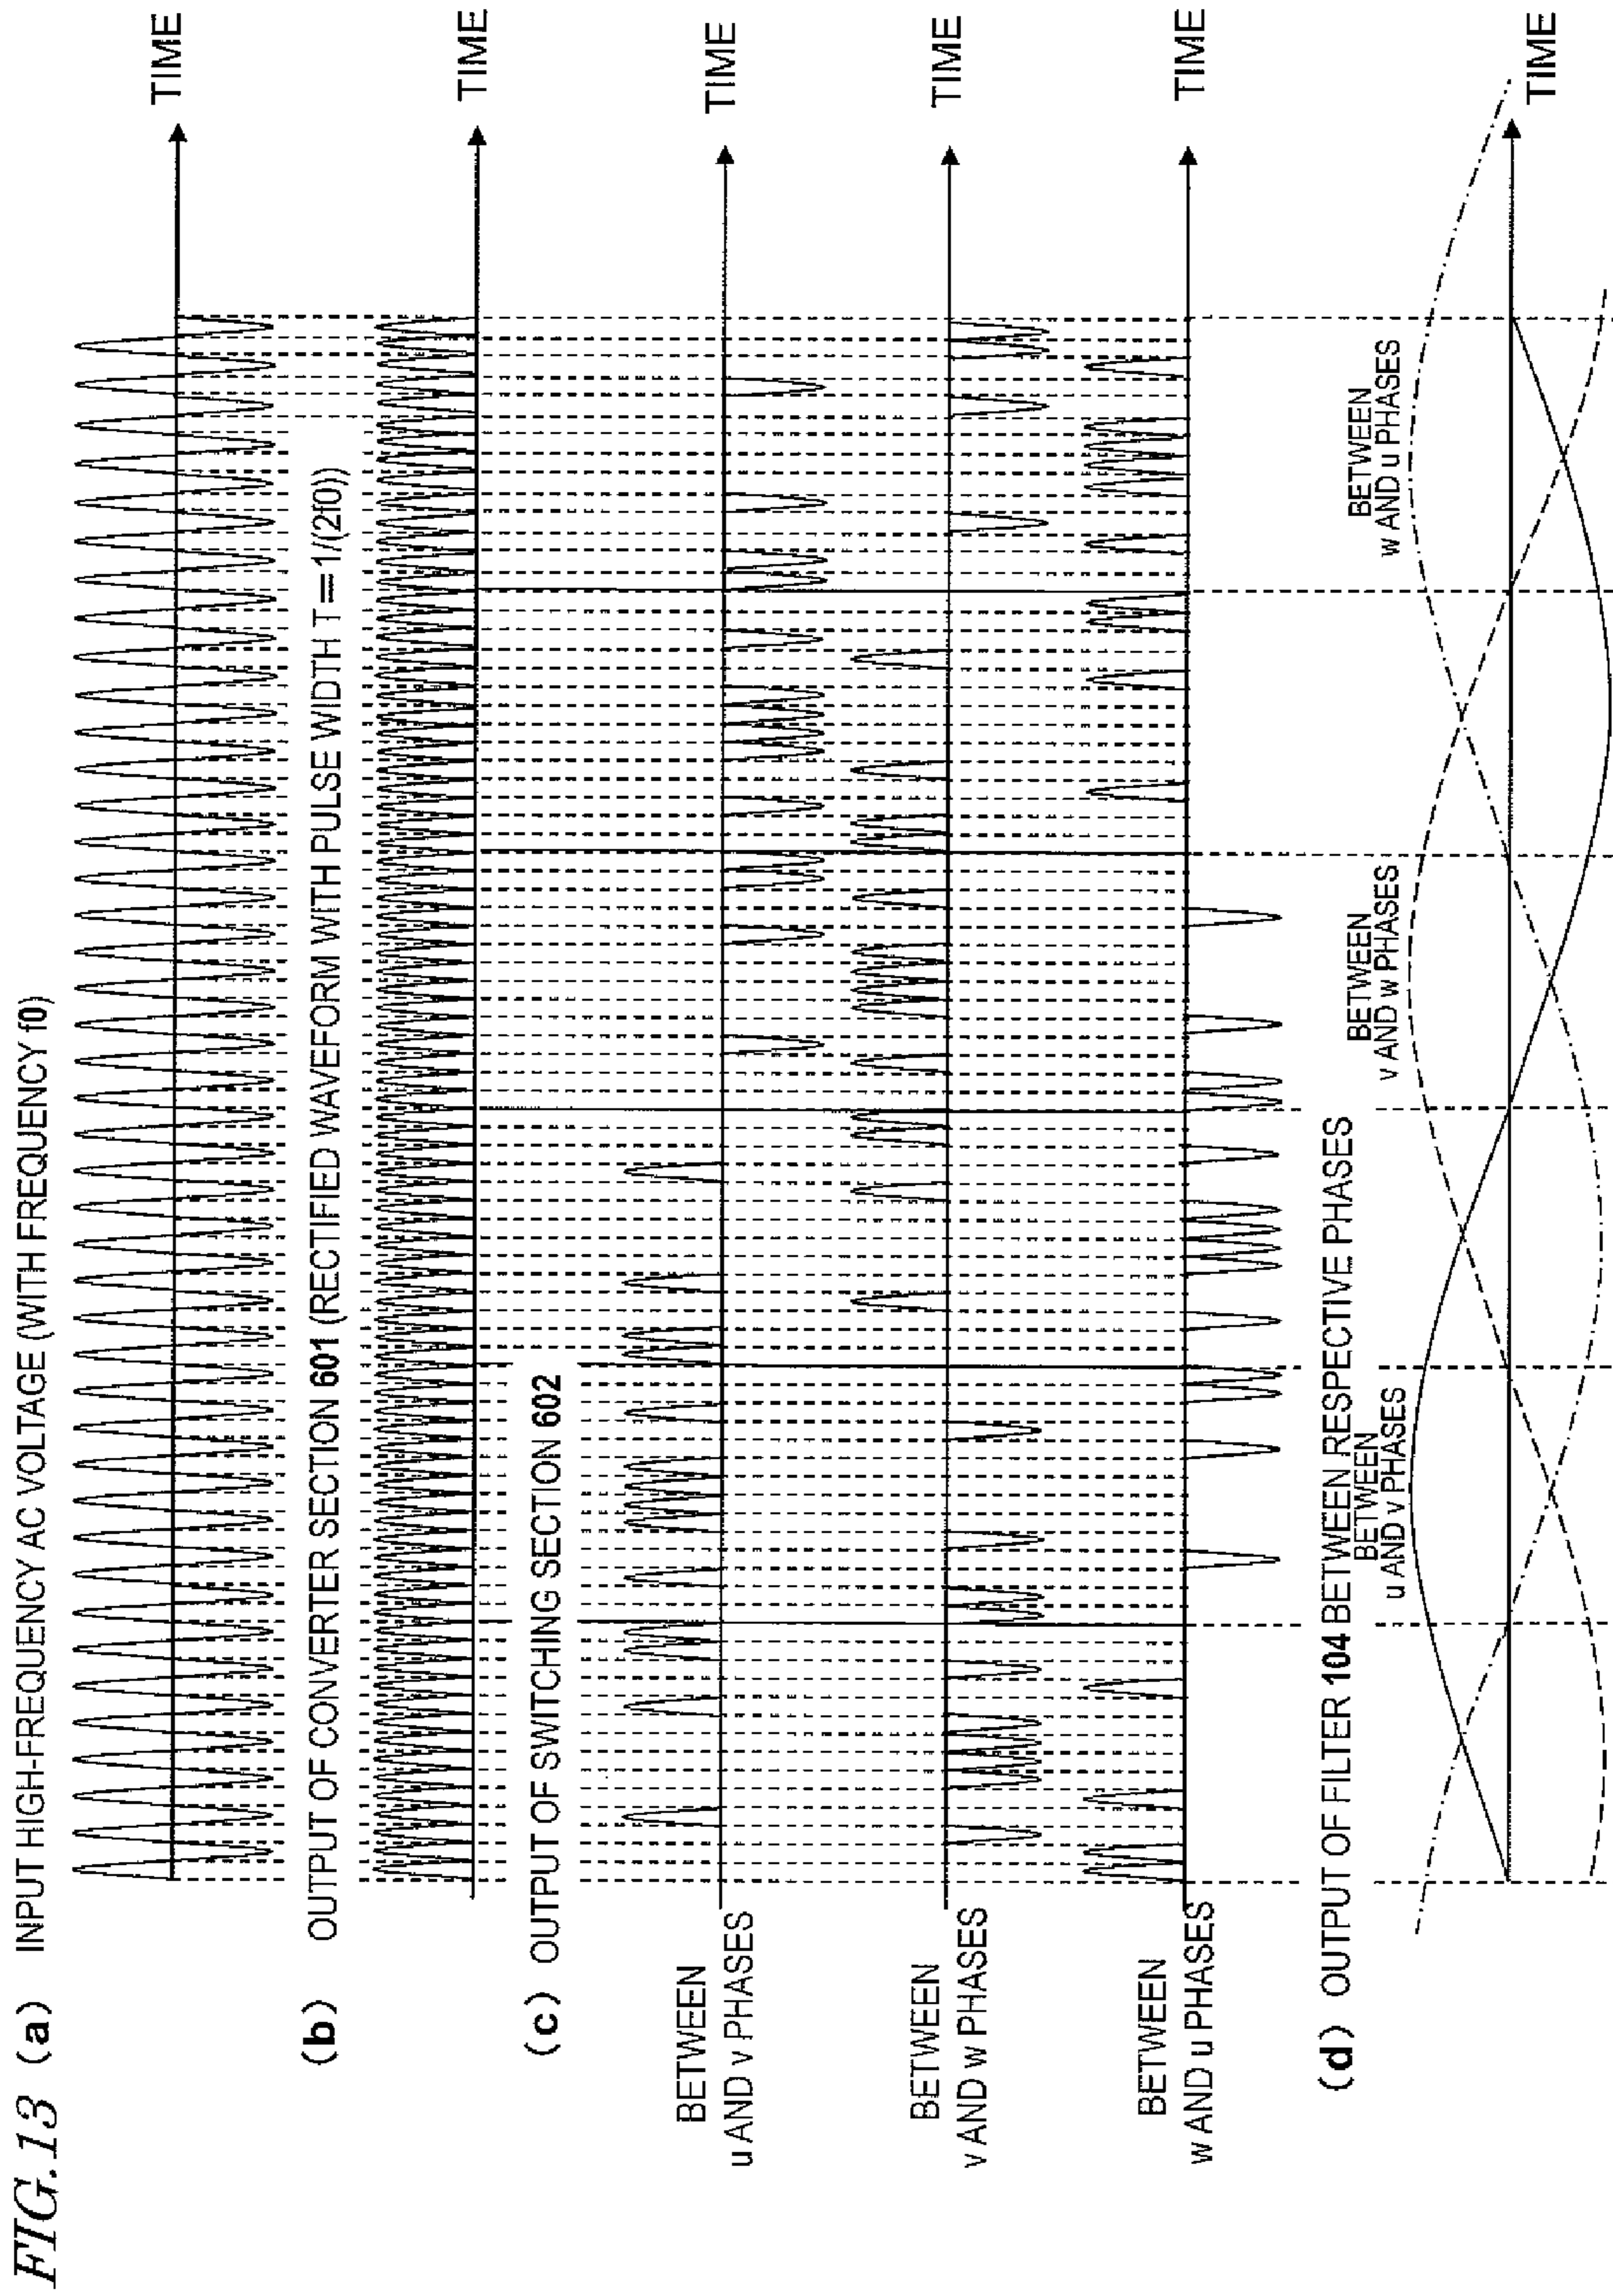 FIG.13 (a) INPUT HIGH-FREQUENCY AC VOLTAGE (WITH FREQUENCY f0)
TIME
(b) OUTPUT OF CONVERTER SECTION 601 (RECTIFIED WAVEFORM WITH PULSE WIDTH T=1/(2f0))
TIME
(c) OUTPUT OF SWITCHING SECTION 602
BETWEEN
u AND v PHASES
TIME
BETWEEN
v AND w PHASES
TIME
BETWEEN
w AND u PHASES
TIME
(d) OUTPUT OF FILTER 104 BETWEEN RESPECTIVE PHASES
BETWEEN
u AND v PHASES
BETWEEN
v AND w PHASES
BETWEEN
w AND u PHASES
TIME